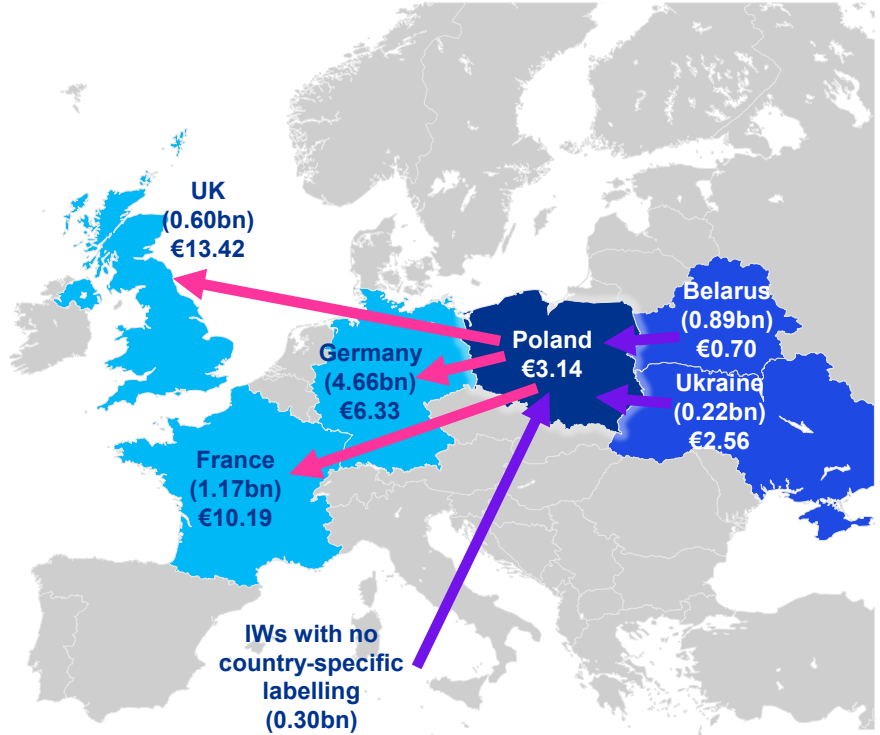 UK
(0.60bn)
€13.42
Germany
(4.66bn)
€6.33
Poland
€3.14
Belarus
(0.89bn)
€0.70
Ukraine
(0.22bn)
€2.56
France
(1.17bn)
€10.19
IWs with no
country-specific
labelling
(0.30bn)